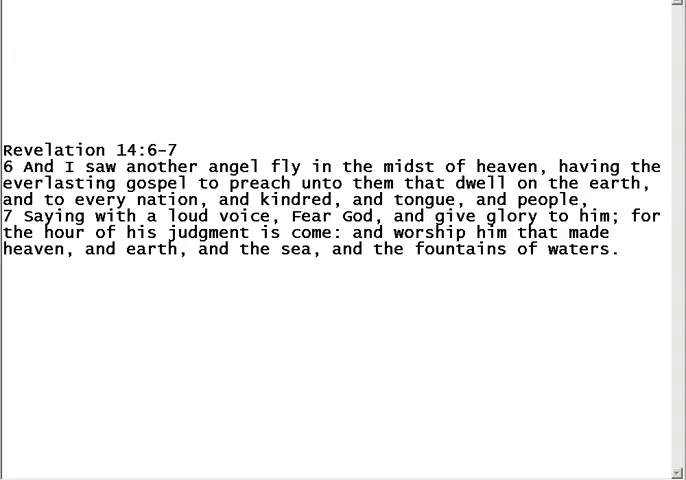 Revelation 14:6-7
6 And I saw another angel fly in the midst of heaven, having the
everlasting gospel to preach unto them that dwell on the earth,
and to every nation, and kindred, and tongue, and people,
7 Saying with a loud voice, Fear God, and give glory to him; for
the hour of his judgment is come: and worship him that made
heaven, and earth, and the sea, and the fountains of waters.